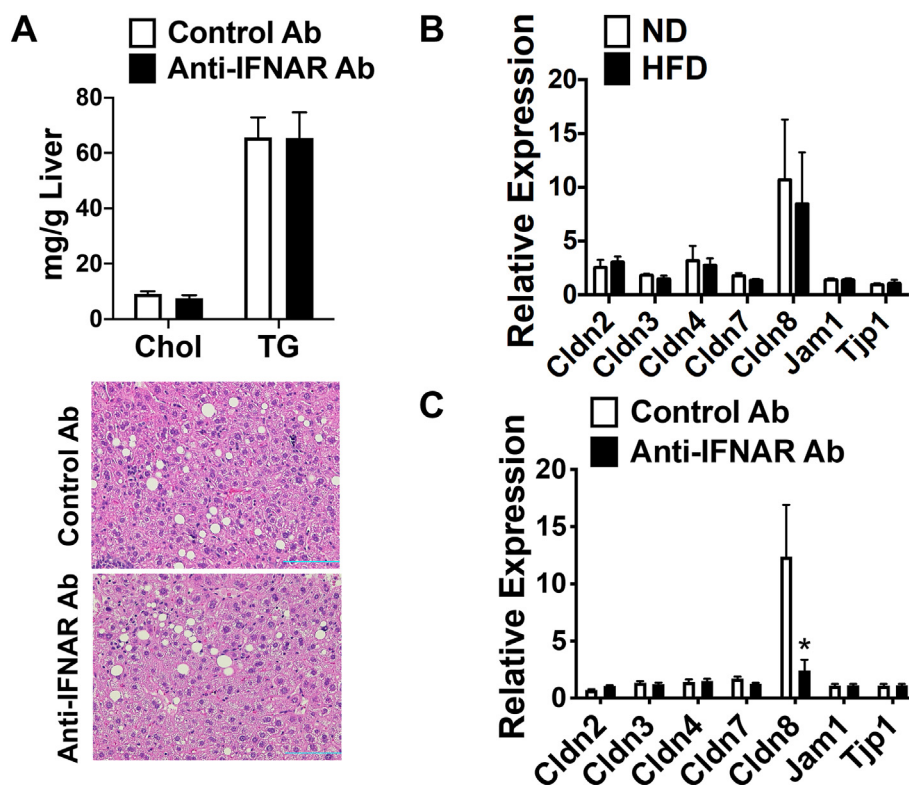 A
Control Ab
Anti-IFNAR Ab
mg/g Liver
80
60
40
20
0
Chol TG
Control Ab
Anti-IFNAR Ab
B
ND
HFD
Relative Expression
20
15
10
5
0
Cldn2 Cldn3 Cldn4 Cldn7 Cldn8 Jam1 Tjp1
C
Control Ab
Anti-IFNAR Ab
Relative Expression
20
15
10
5
0
*
Cldn2 Cldn3 Cldn4 Cldn7 Cldn8 Jam1 Tjp1